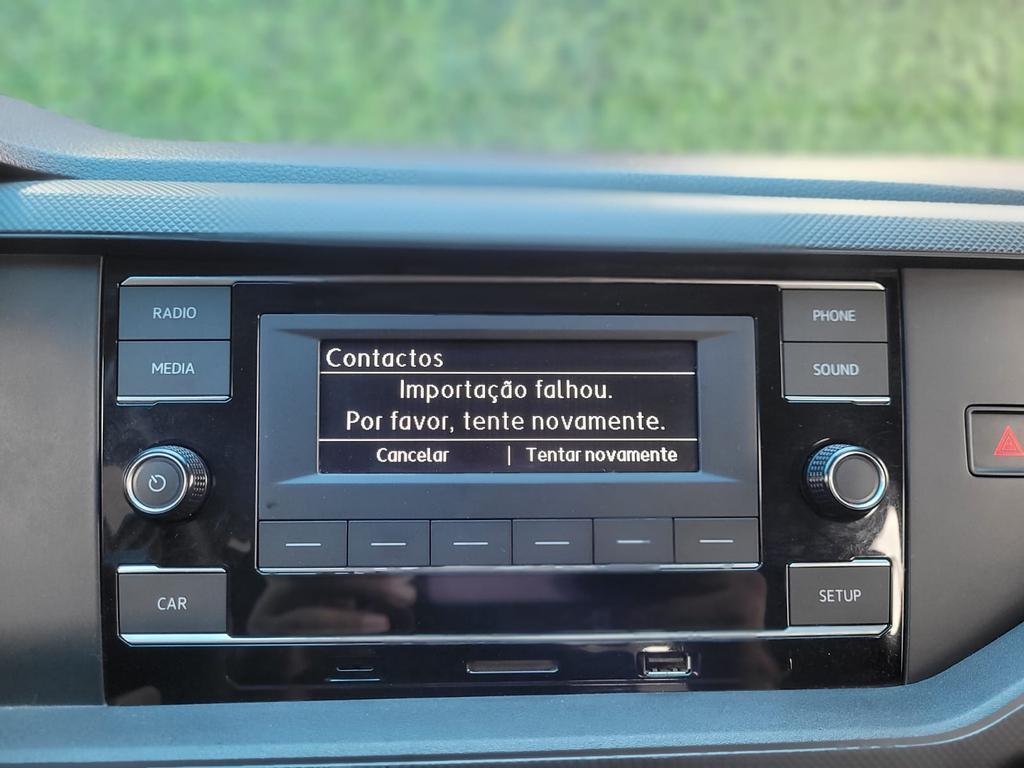 RADIO
MEDIA
PHONE
SOUND
Contactos
Importação falhou.
Por favor, tente novamente.
Cancelar | Tentar novamente
CAR
SETUP